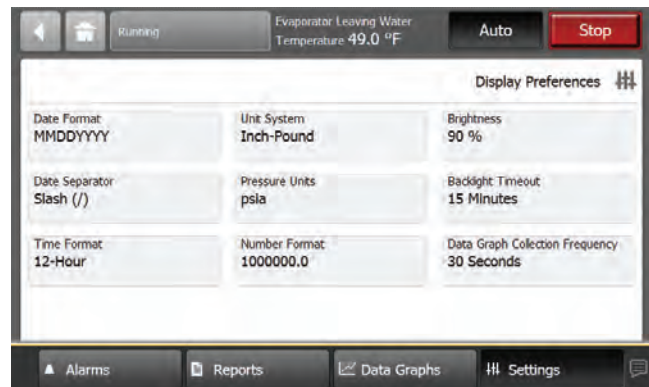 Running
Evaporator Leaving Water
Temperature 49.0 °F
Auto
Stop
Display Preferences
Date Format
MMDDYYYY
Unit System
Inch-Pound
Brightness
90 %
Date Separator
Slash (/)
Pressure Units
psia
Backlight Timeout
15 Minutes
Time Format
12-Hour
Number Format
1000000.0
Data Graph Collection Frequency
30 Seconds
Alarms
Reports
Data Graphs
Settings